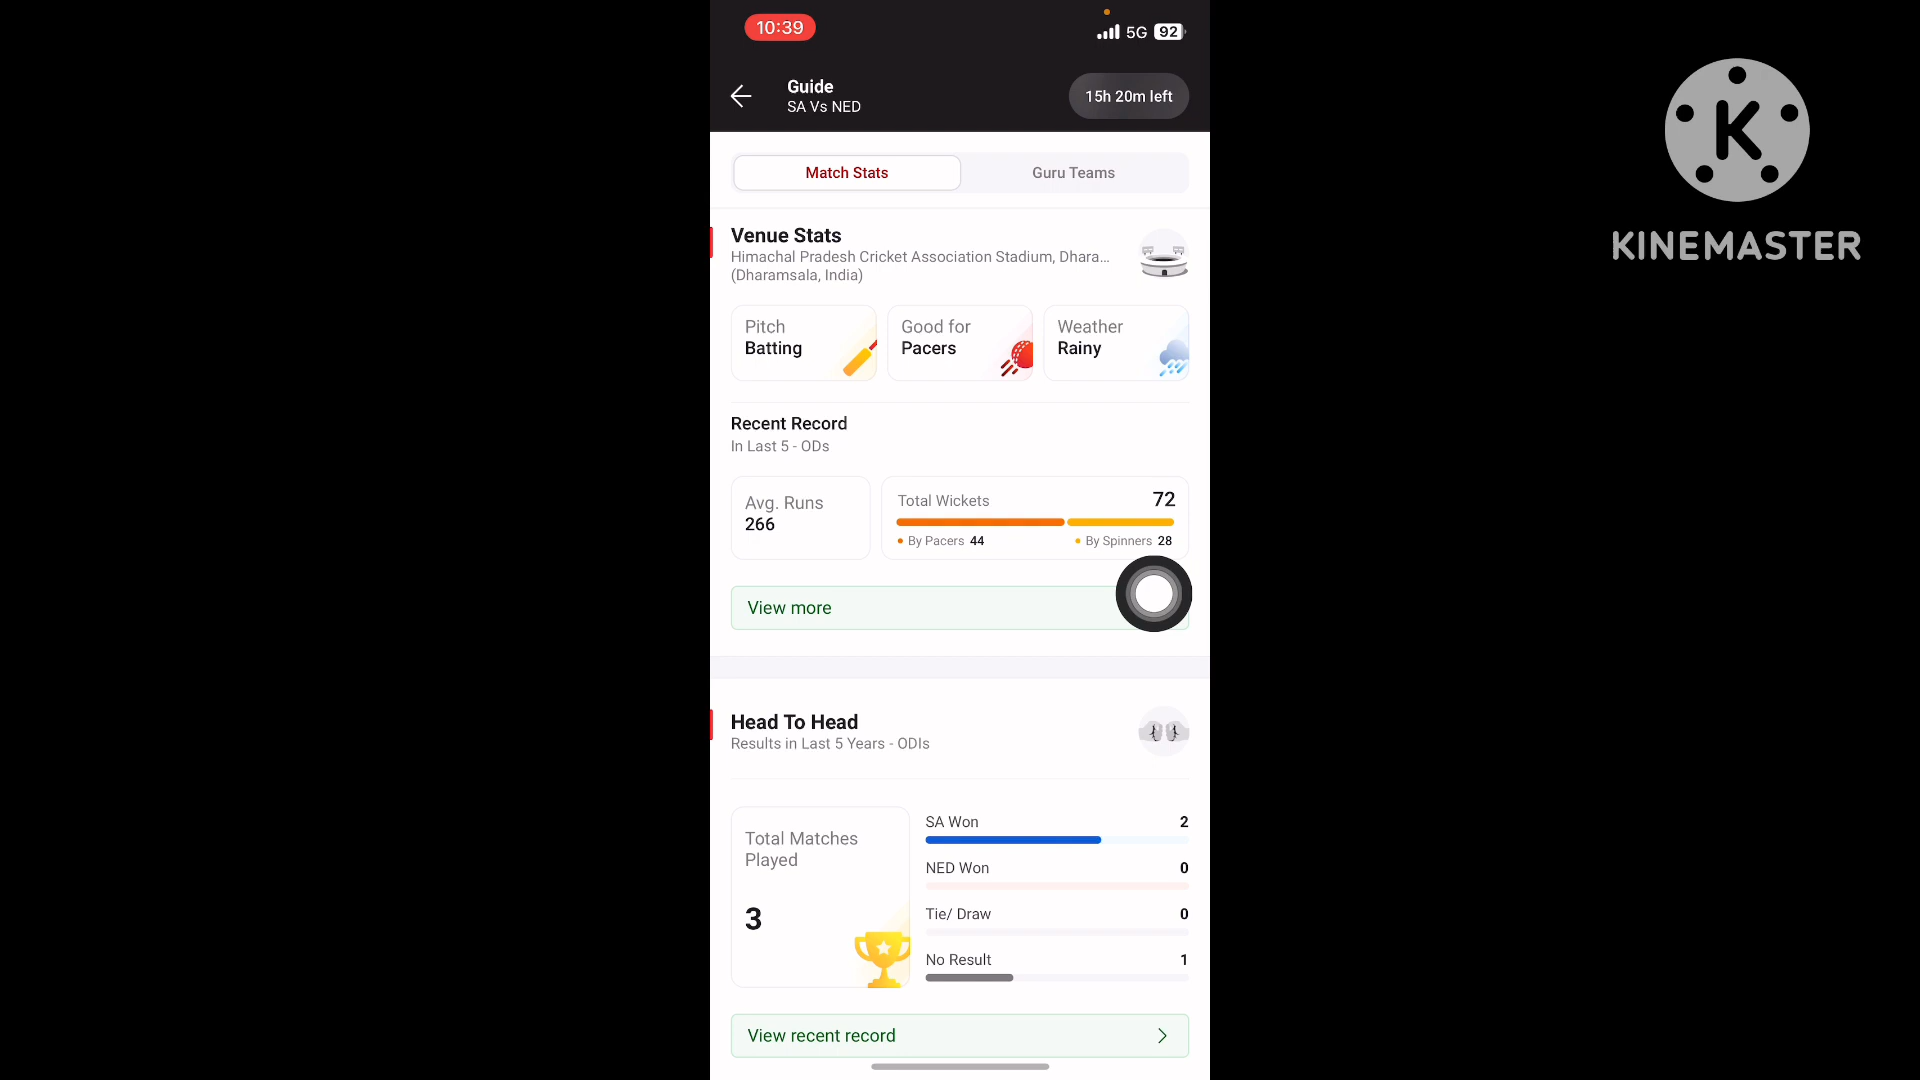 10:39
5G 92
Guide
SA Vs NED
15h 20m left
K
KINEMASTER
Match Stats
Guru Teams
Venue Stats
Himachal Pradesh Cricket Association Stadium, Dhara...
(Dharamsala, India)
Pitch
Batting
Good for
Pacers
Weather
Rainy
Recent Record
In Last 5 - ODs
Avg. Runs
266
Total Wickets 72
By Pacers 44
By Spinners 28
View more
Head To Head
Results in Last 5 Years - ODIs
Total Matches
Played
3
SA Won 2
NED Won 0
Tie/ Draw 0
No Result 1
View recent record